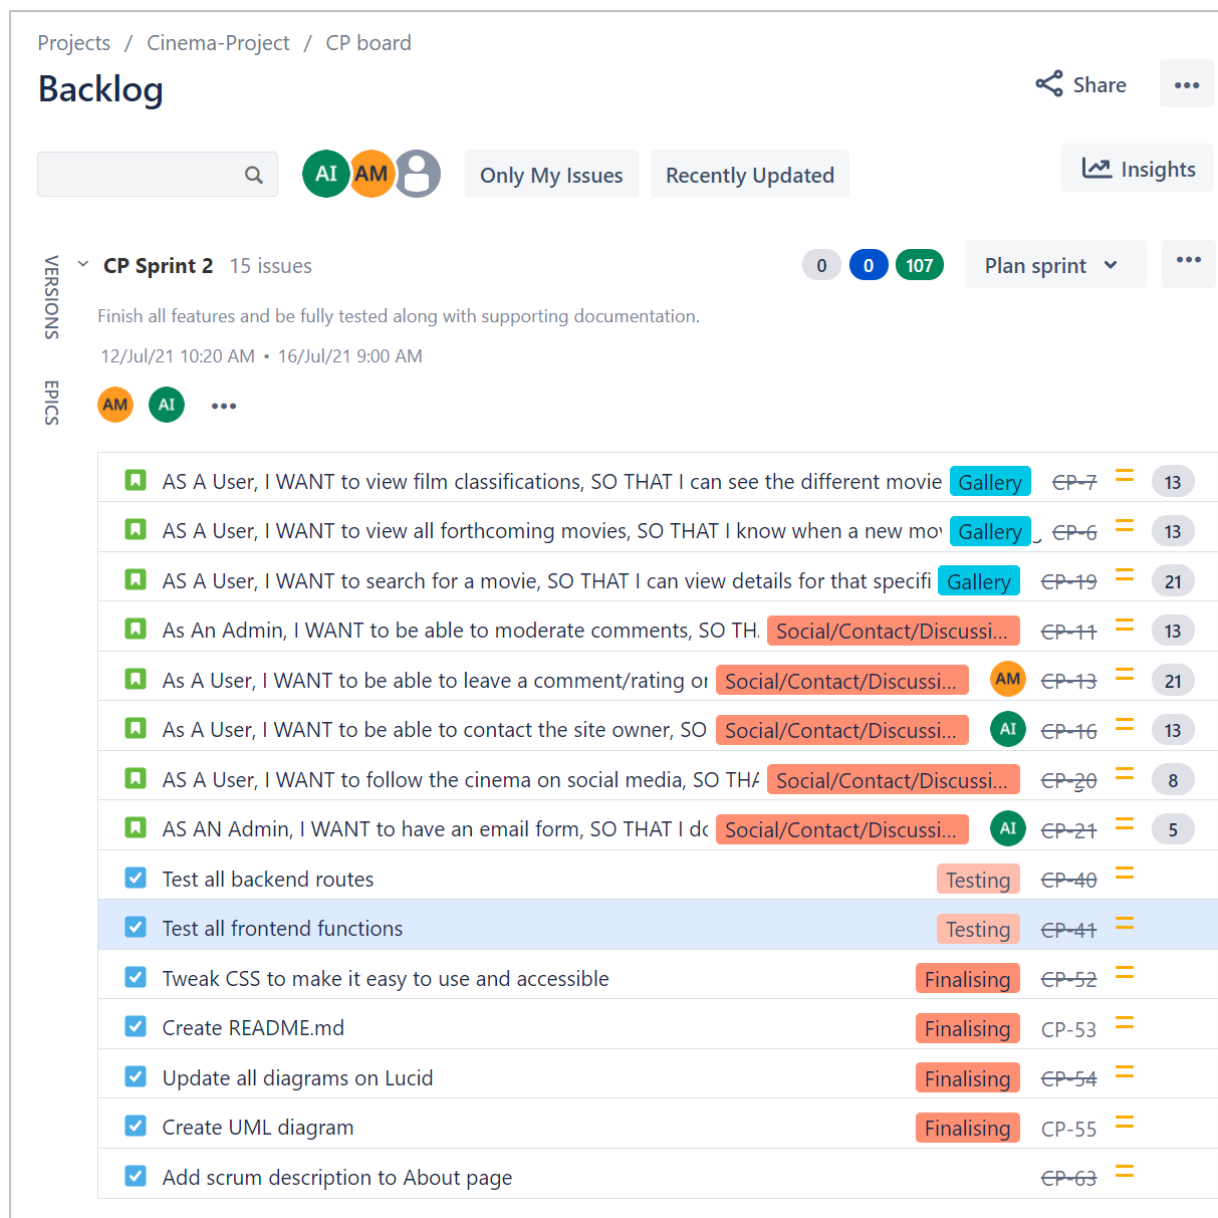 Projects / Cinema-Project / CP board
Backlog
Share
AI AM Only My Issues Recently Updated Insights
VERSIONS
EPICS
CP Sprint 2 15 issues 0 0 107 Plan sprint
Finish all features and be fully tested along with supporting documentation.
12/Jul/21 10:20 AM • 16/Jul/21 9:00 AM
AM AI
AS A User, I WANT to view film classifications, SO THAT I can see the different movie Gallery CP-7 13
AS A User, I WANT to view all forthcoming movies, SO THAT I know when a new mov Gallery CP-6 13
AS A User, I WANT to search for a movie, SO THAT I can view details for that specifi Gallery CP-19 21
As An Admin, I WANT to be able to moderate comments, SO TH. Social/Contact/Discussi... CP-11 13
As A User, I WANT to be able to leave a comment/rating or Social/Contact/Discussi... AM CP-13 21
As A User, I WANT to be able to contact the site owner, SO Social/Contact/Discussi... AI CP-16 13
AS A User, I WANT to follow the cinema on social media, SO THA Social/Contact/Discussi... CP-20 8
AS AN Admin, I WANT to have an email form, SO THAT I do Social/Contact/Discussi... AI CP-21 5
Test all backend routes Testing CP-40
Test all frontend functions Testing CP-41
Tweak CSS to make it easy to use and accessible Finalising CP-52
Create README.md Finalising CP-53
Update all diagrams on Lucid Finalising CP-54
Create UML diagram Finalising CP-55
Add scrum description to About page CP-63